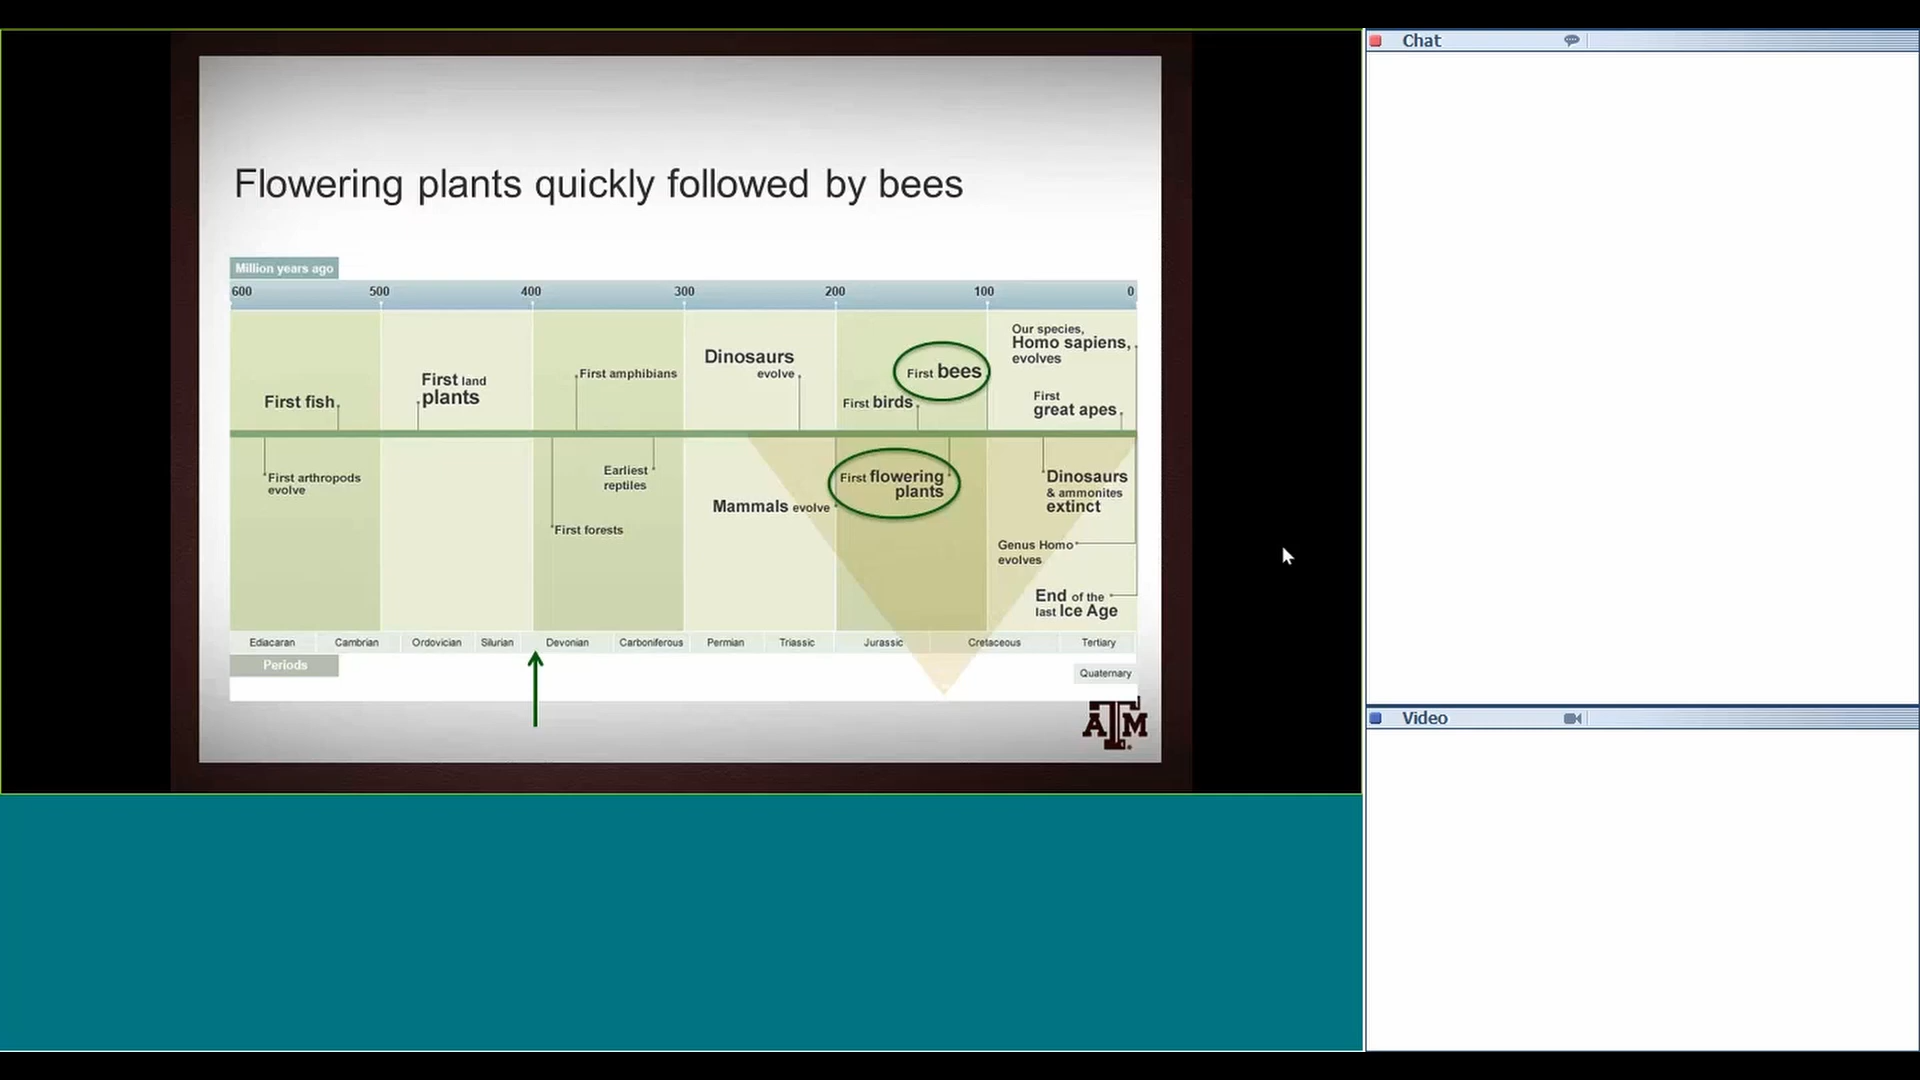 Flowering plants quickly followed by bees
Million years ago
600 500 400 300 200 100 0
Our species,
Homo sapiens,
evolves
Dinosaurs
evolve
First bees
First amphibians
First land
plants
First fish
First birds
First
great apes
First arthropods
evolve
Earliest
reptiles
First forests
Mammals evolve
First flowering
plants
Dinosaurs
& ammonites
extinct
Genus Homo
evolves
End of the
last Ice Age
Ediacaran Cambrian Ordovician Silurian Devonian Carboniferous Permian Triassic Jurassic Cretaceous Tertiary
Periods
Quaternary
ATM
Chat
Video